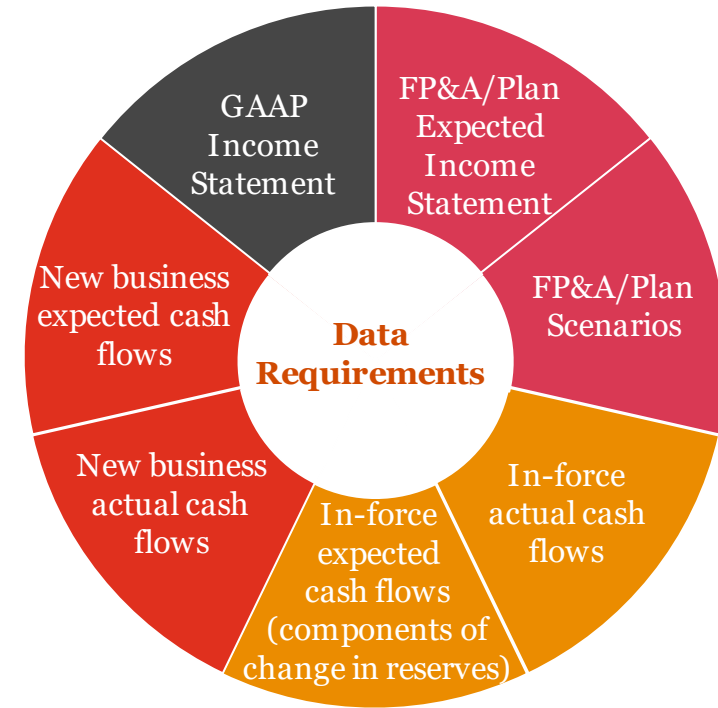 GAAP
Income
Statement
FP&A/Plan
Expected
Income
Statement
FP&A/Plan
Scenarios
In-force
actual cash
flows
In-force
expected
cash flows
(components of
change in reserves)
New business
actual cash
flows
New business
expected cash
flows
Data
Requirements